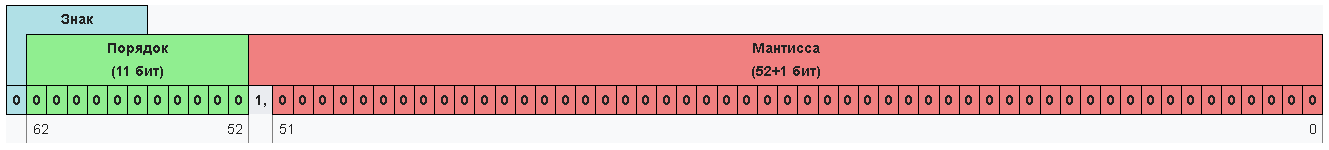 Знак
Порядок
(11 бит)
Мантисса
(52+1 бит)
0 0 0 0 0 0 0 0 0 0 0 0 1, 0 0 0 0 0 0 0 0 0 0 0 0 0 0 0 0 0 0 0 0 0 0 0 0 0 0 0 0 0 0 0 0 0 0 0 0 0 0 0 0 0 0 0 0 0 0 0 0 0 0 0 0
62 52 51 0